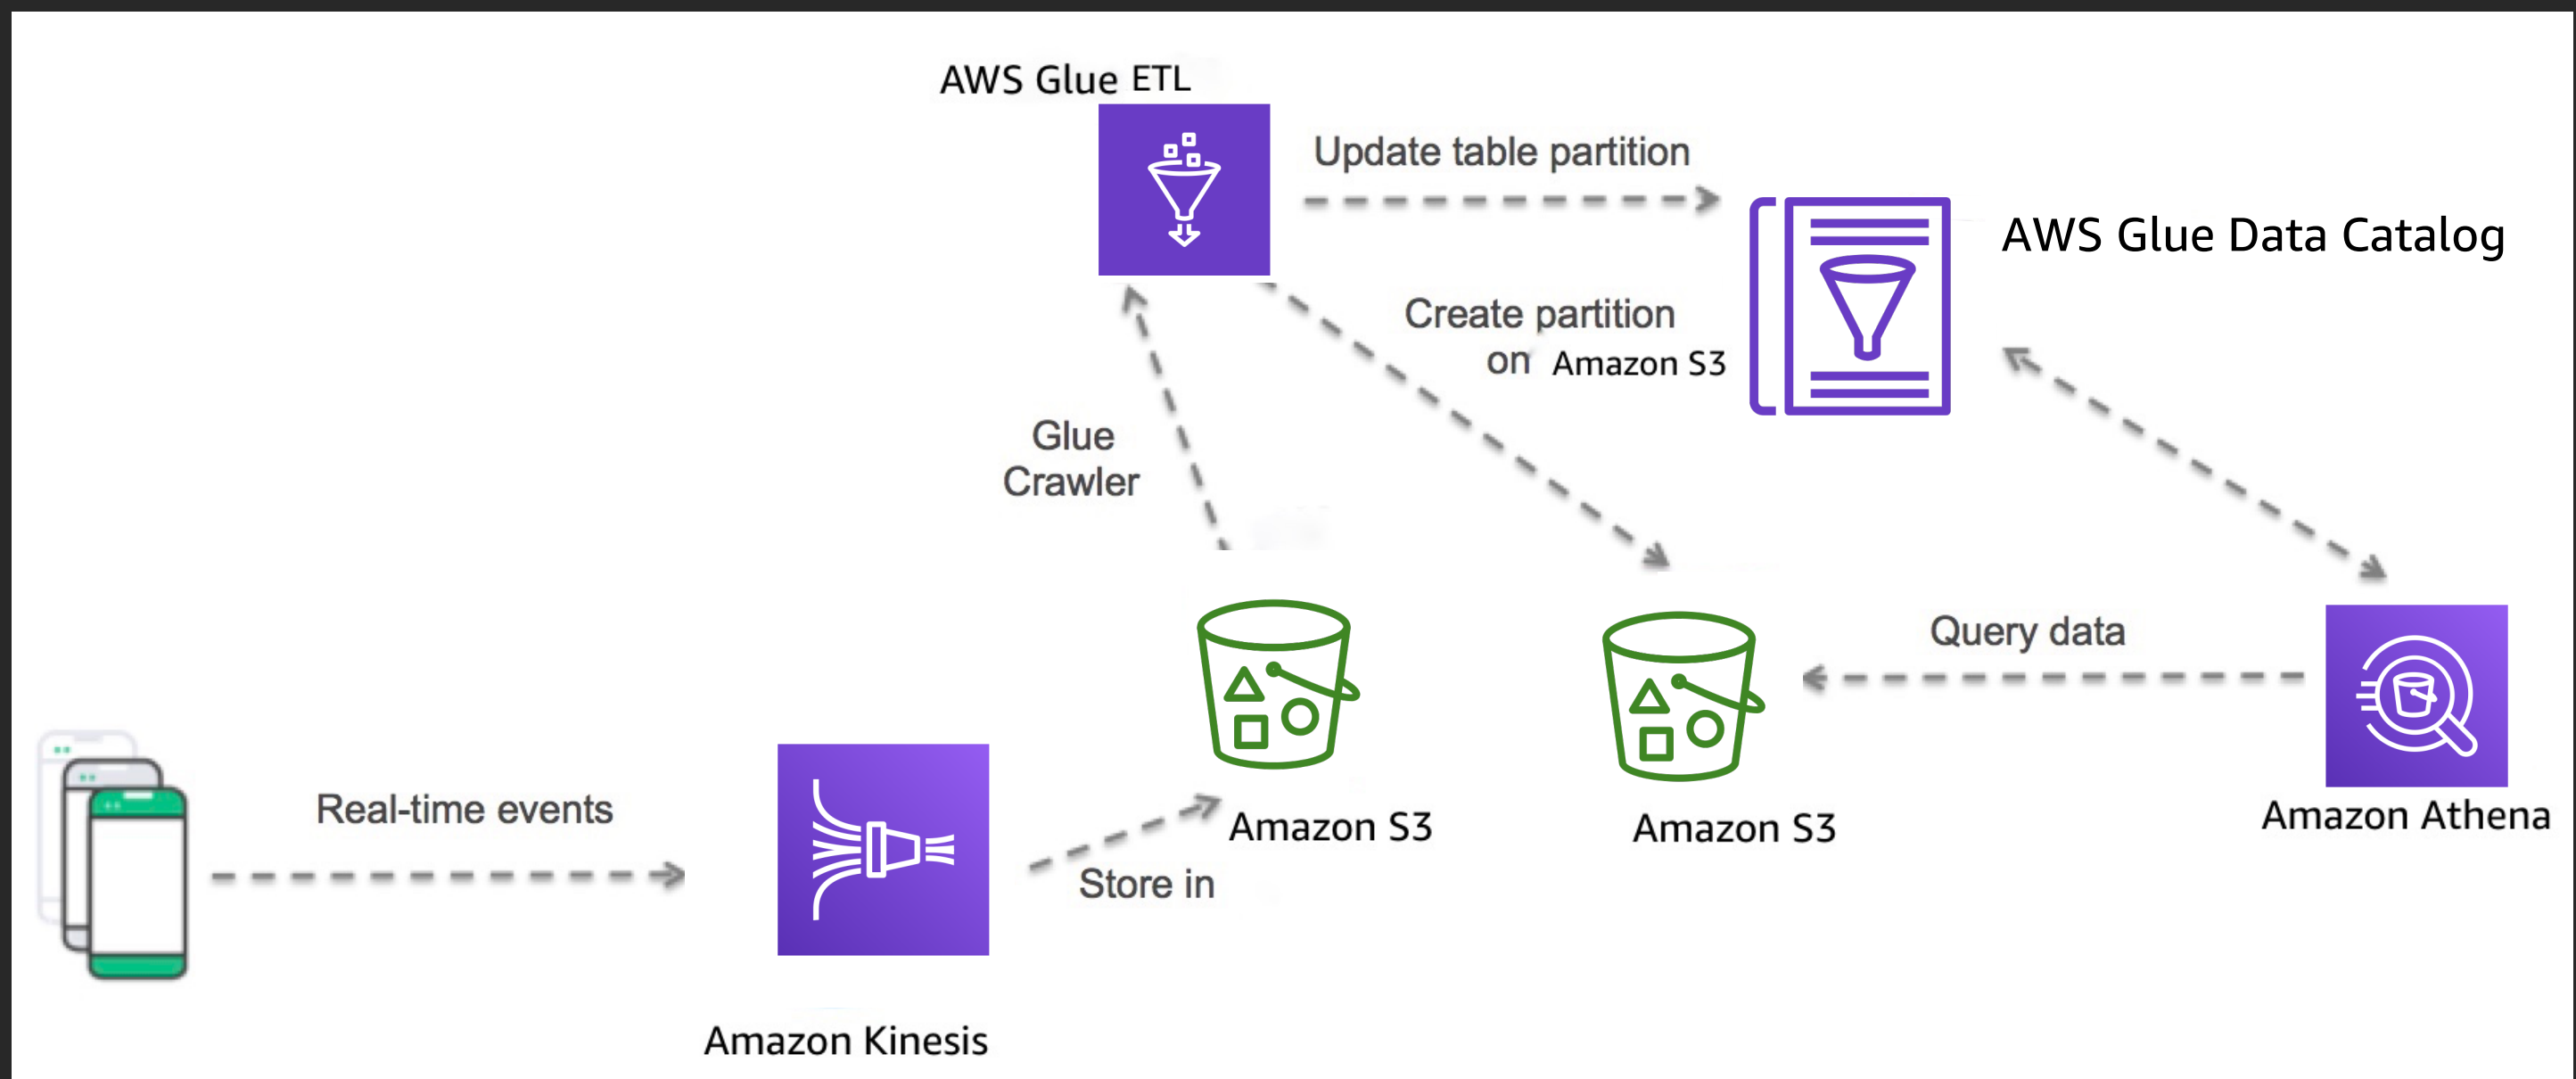 AWS Glue ETL
Update table partition
AWS Glue Data Catalog
Create partition
on Amazon S3
Glue
Crawler
Query data
Real-time events
Amazon S3
Amazon S3
Amazon Athena
Store in
Amazon Kinesis